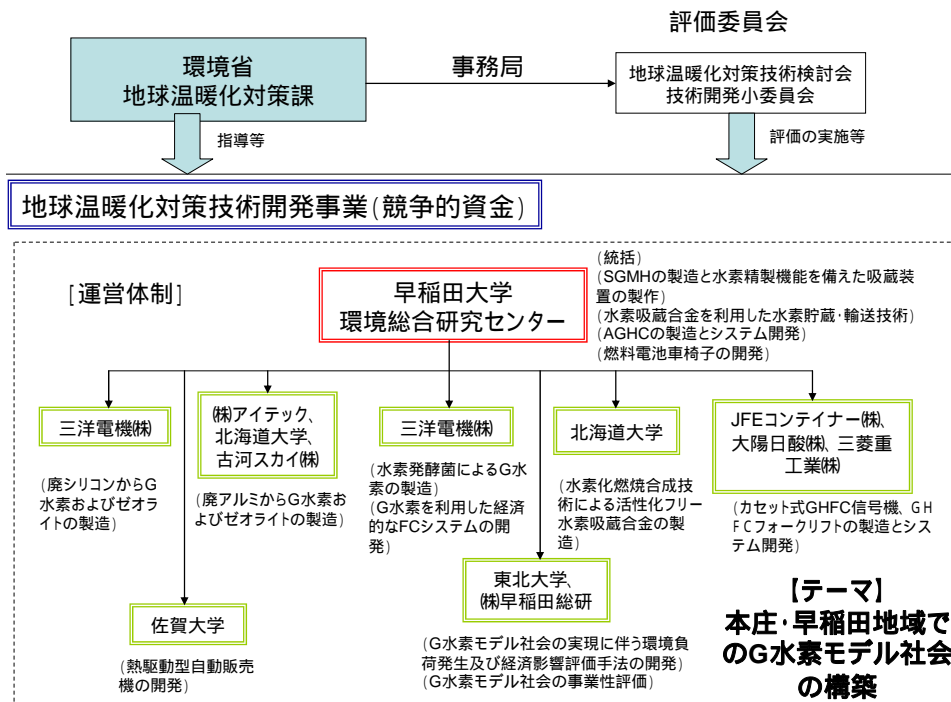 評価委員会
環境省
地球温暖化対策課
事務局
地球温暖化対策技術検討会
技術開発小委員会
指導等
評価の実施等
地球温暖化対策技術開発事業(競争的資金)
[運営体制]
早稲田大学
環境総合研究センター
(統括)
(SGMHの製造と水素精製機能を備えた吸蔵装
置の製作)
(水素吸蔵合金を利用した水素貯蔵・輸送技術)
(AGHCの製造とシステム開発)
(燃料電池車椅子の開発)
三洋電機㈱
(廃シリコンからG
水素およびゼオラ
イトの製造)
㈱アイテック、
北海道大学、
古河スカイ㈱
(廃アルミからG水素お
よびゼオライトの製造)
三洋電機㈱
(水素発酵菌によるG水
素の製造)
(G水素を利用した経済
的なFCシステムの開
発)
北海道大学
(水素化燃焼合成技
術による活性化フリー
水素吸蔵合金の製
造)
JFEコンテイナー㈱、
大陽日酸㈱、三菱重
工業㈱
(カセット式GHFC信号機、GH
FCフォークリフトの製造とシス
テム開発)
佐賀大学
(熱駆動型自動販売
機の開発)
東北大学、
㈱早稲田総研
(G水素モデル社会の実現に伴う環境負
荷発生及び経済影響評価手法の開発)
(G水素モデル社会の事業性評価)
【テーマ】
本庄・早稲田地域で
のG水素モデル社会
の構築